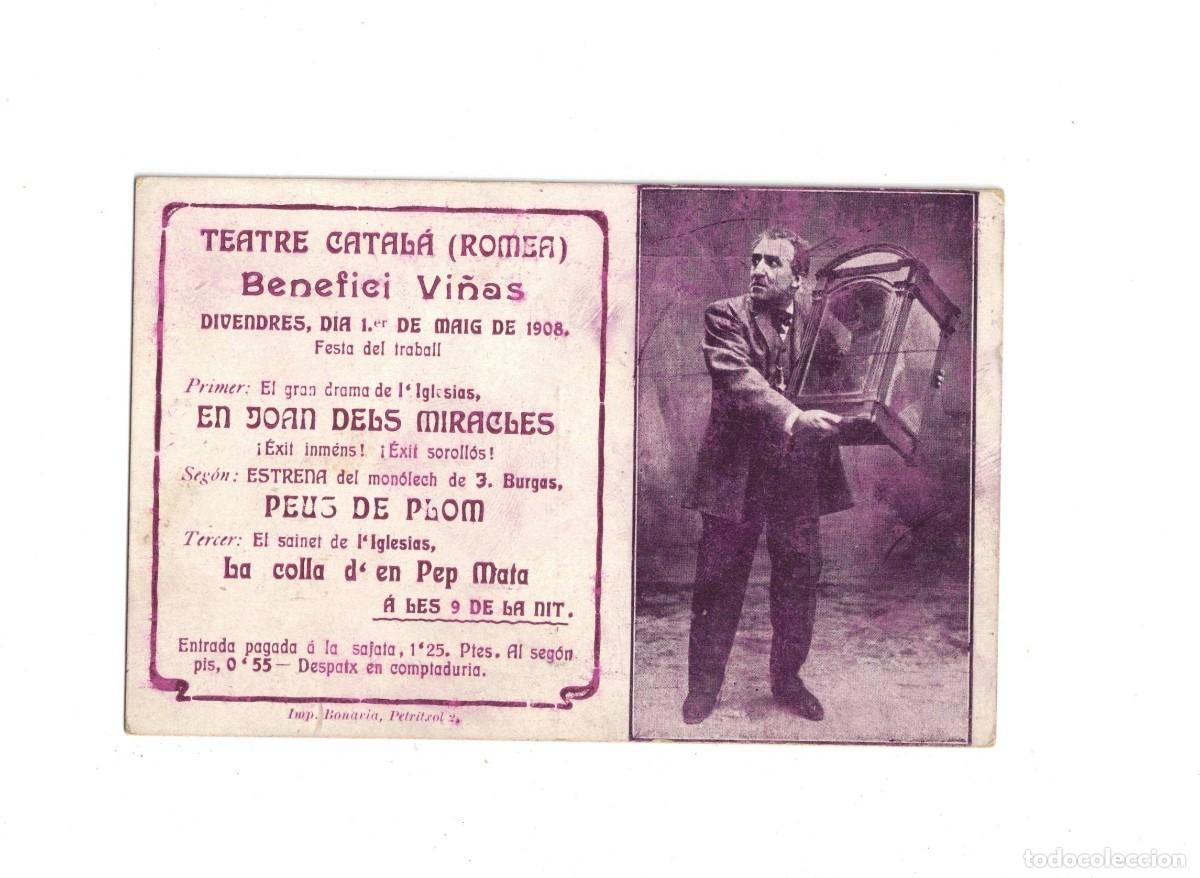 TEATRE CATALÁ (ROMEA)
Benefici Viñas
DIVENDRES, DIA 1.er DE MAIG DE 1908.
Festa del traball
Primer: El gran drama de l'Iglesias,
EN JOAN DELS MIRACLES
¡Éxit inméns! ¡Éxit sorollós!
Segón: ESTRENA del monólech de J. Burgas,
PEUS DE PLOM
Tercer: El sainet de l'Iglesias,
La colla d' en Pep Mata
Á LES 9 DE LA NIT.
Entrada pagada á la safata, 1'25. Ptes. Al segón
pis, 0'55 — Despatx en comptaduria.
Imp. Bonavia, Petritxol 2.
todocoleccion